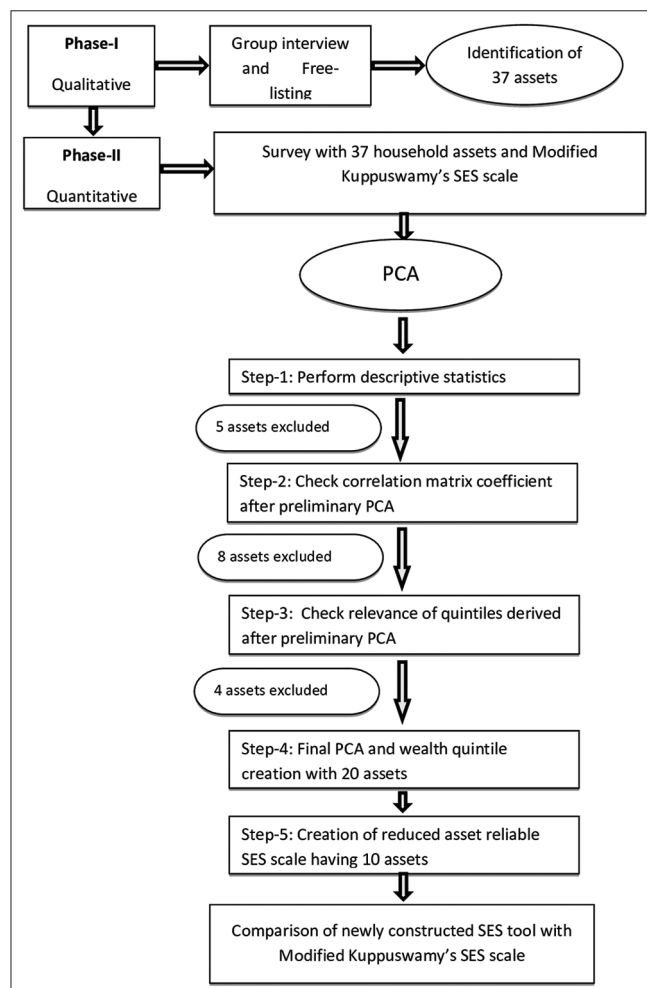 Phase-I
Qualitative
Group interview
and Free-
listing
Identification of
37 assets
Phase-II
Quantitative
Survey with 37 household assets and Modified
Kuppuswamy's SES scale
PCA
Step-1: Perform descriptive statistics
5 assets excluded
Step-2: Check correlation matrix coefficient
after preliminary PCA
8 assets excluded
Step-3: Check relevance of quintiles derived
after preliminary PCA
4 assets excluded
Step-4: Final PCA and wealth quintile
creation with 20 assets
Step-5: Creation of reduced asset reliable
SES scale having 10 assets
Comparison of newly constructed SES tool with
Modified Kuppuswamy's SES scale